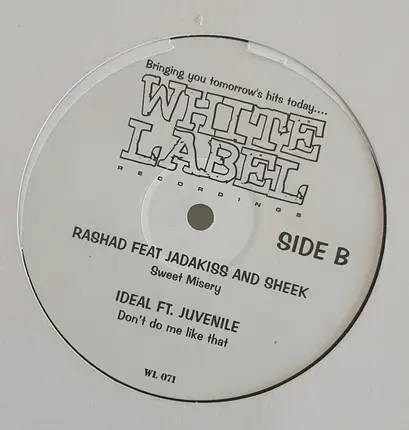 Bringing you tomorrow's hits today....
WHITE
LABEL
RECORDINGS
SIDE B
RASHAD FEAT JADAKISS AND SHEEK
Sweet Misery
IDEAL FT. JUVENILE
Don't do me like that
WL 071